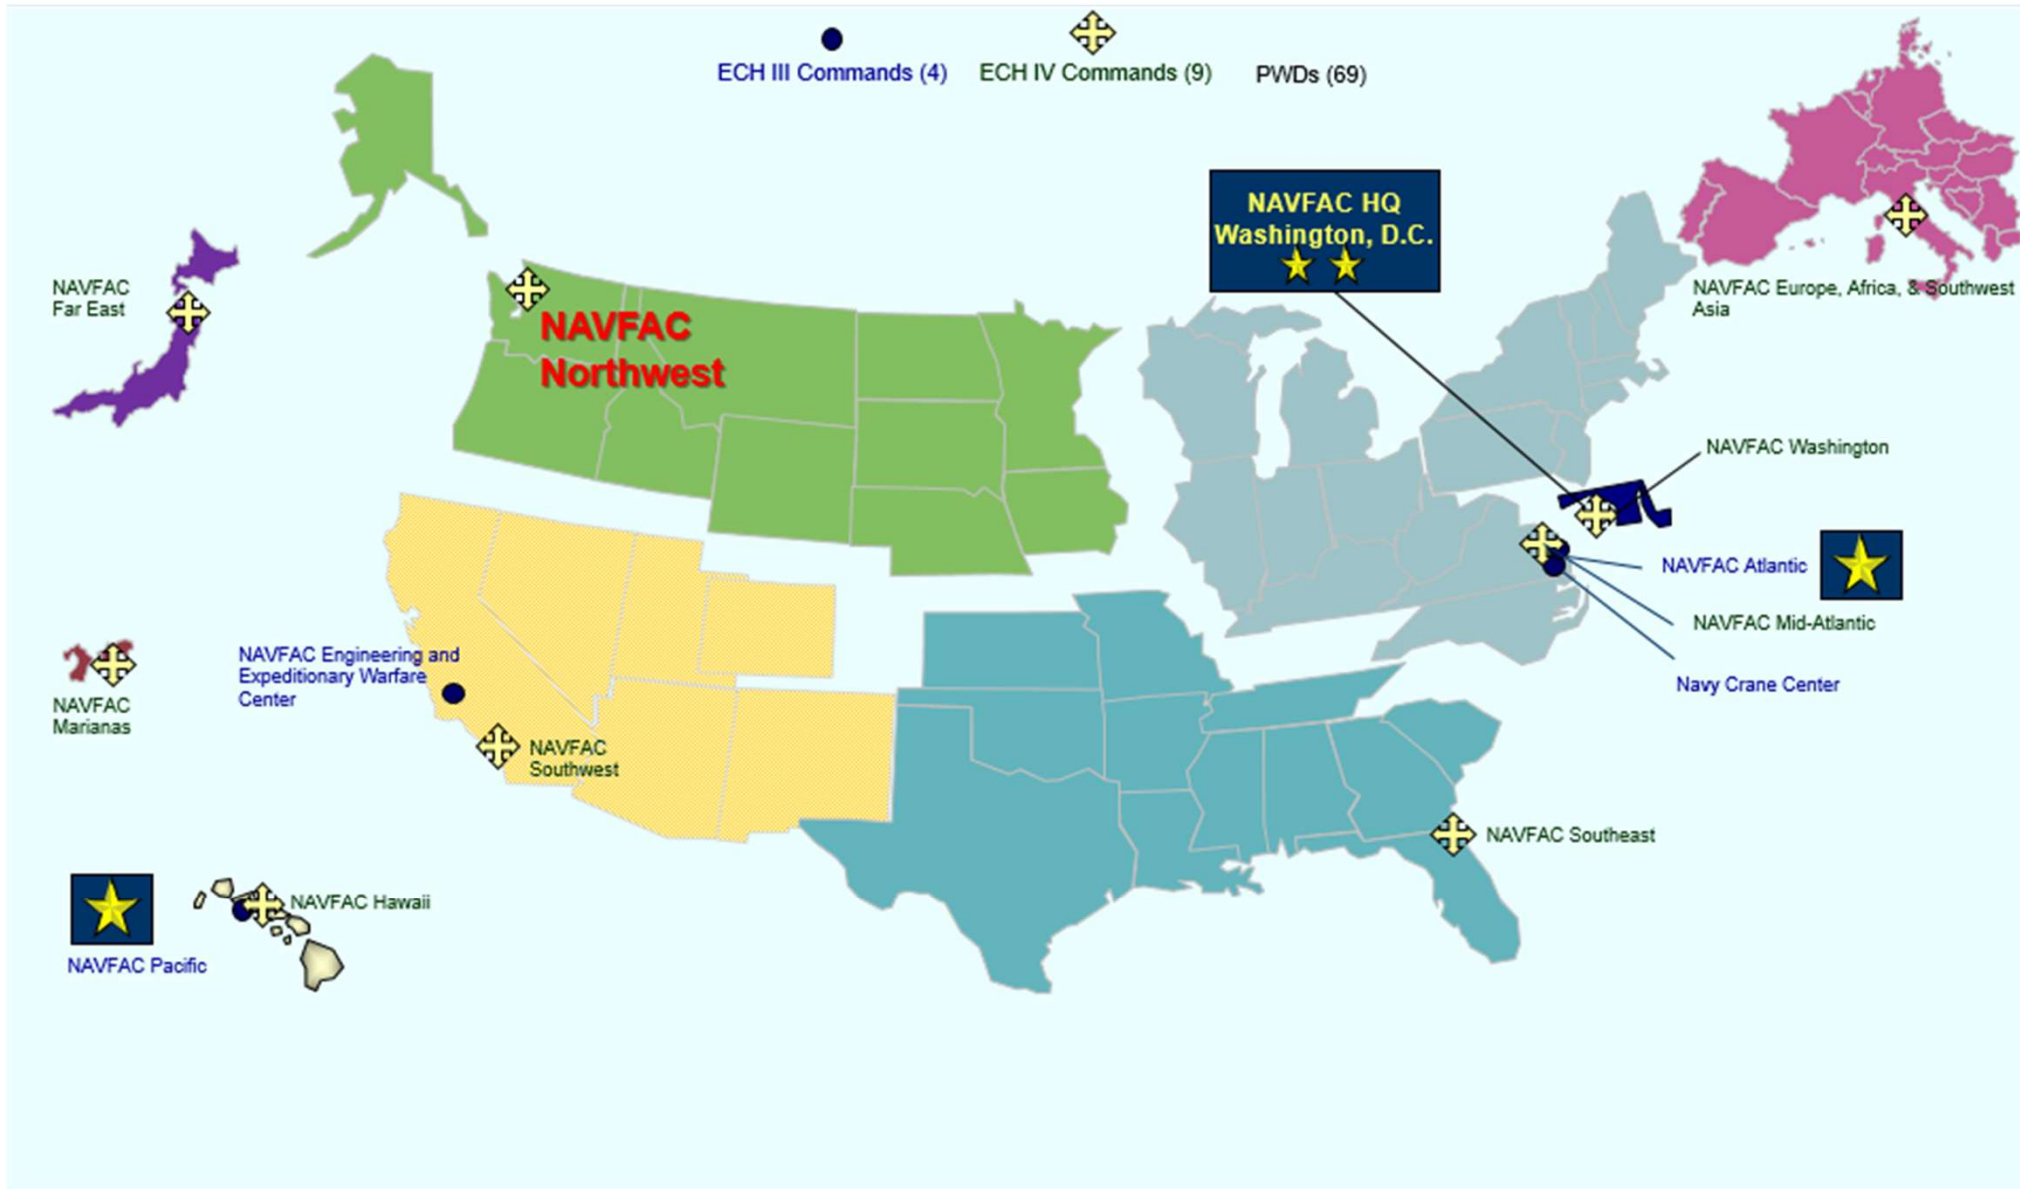 ECH III Commands (4)
ECH IV Commands (9)
PWDs (69)
NAVFAC HQ
Washington, D.C.
NAVFAC
Far East
NAVFAC Europe, Africa, & Southwest
Asia
NAVFAC
Northwest
NAVFAC Washington
NAVFAC Atlantic
NAVFAC Mid-Atlantic
Navy Crane Center
NAVFAC Engineering and
Expeditionary Warfare
Center
NAVFAC
Marianas
NAVFAC
Southwest
NAVFAC Southeast
NAVFAC Hawaii
NAVFAC Pacific